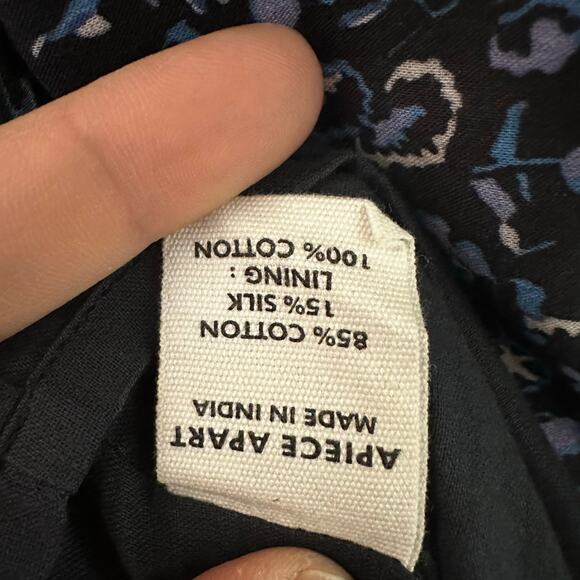 APIECE APART
MADE IN INDIA
85% COTTON
15% SILK
LINING :
100% COTTON